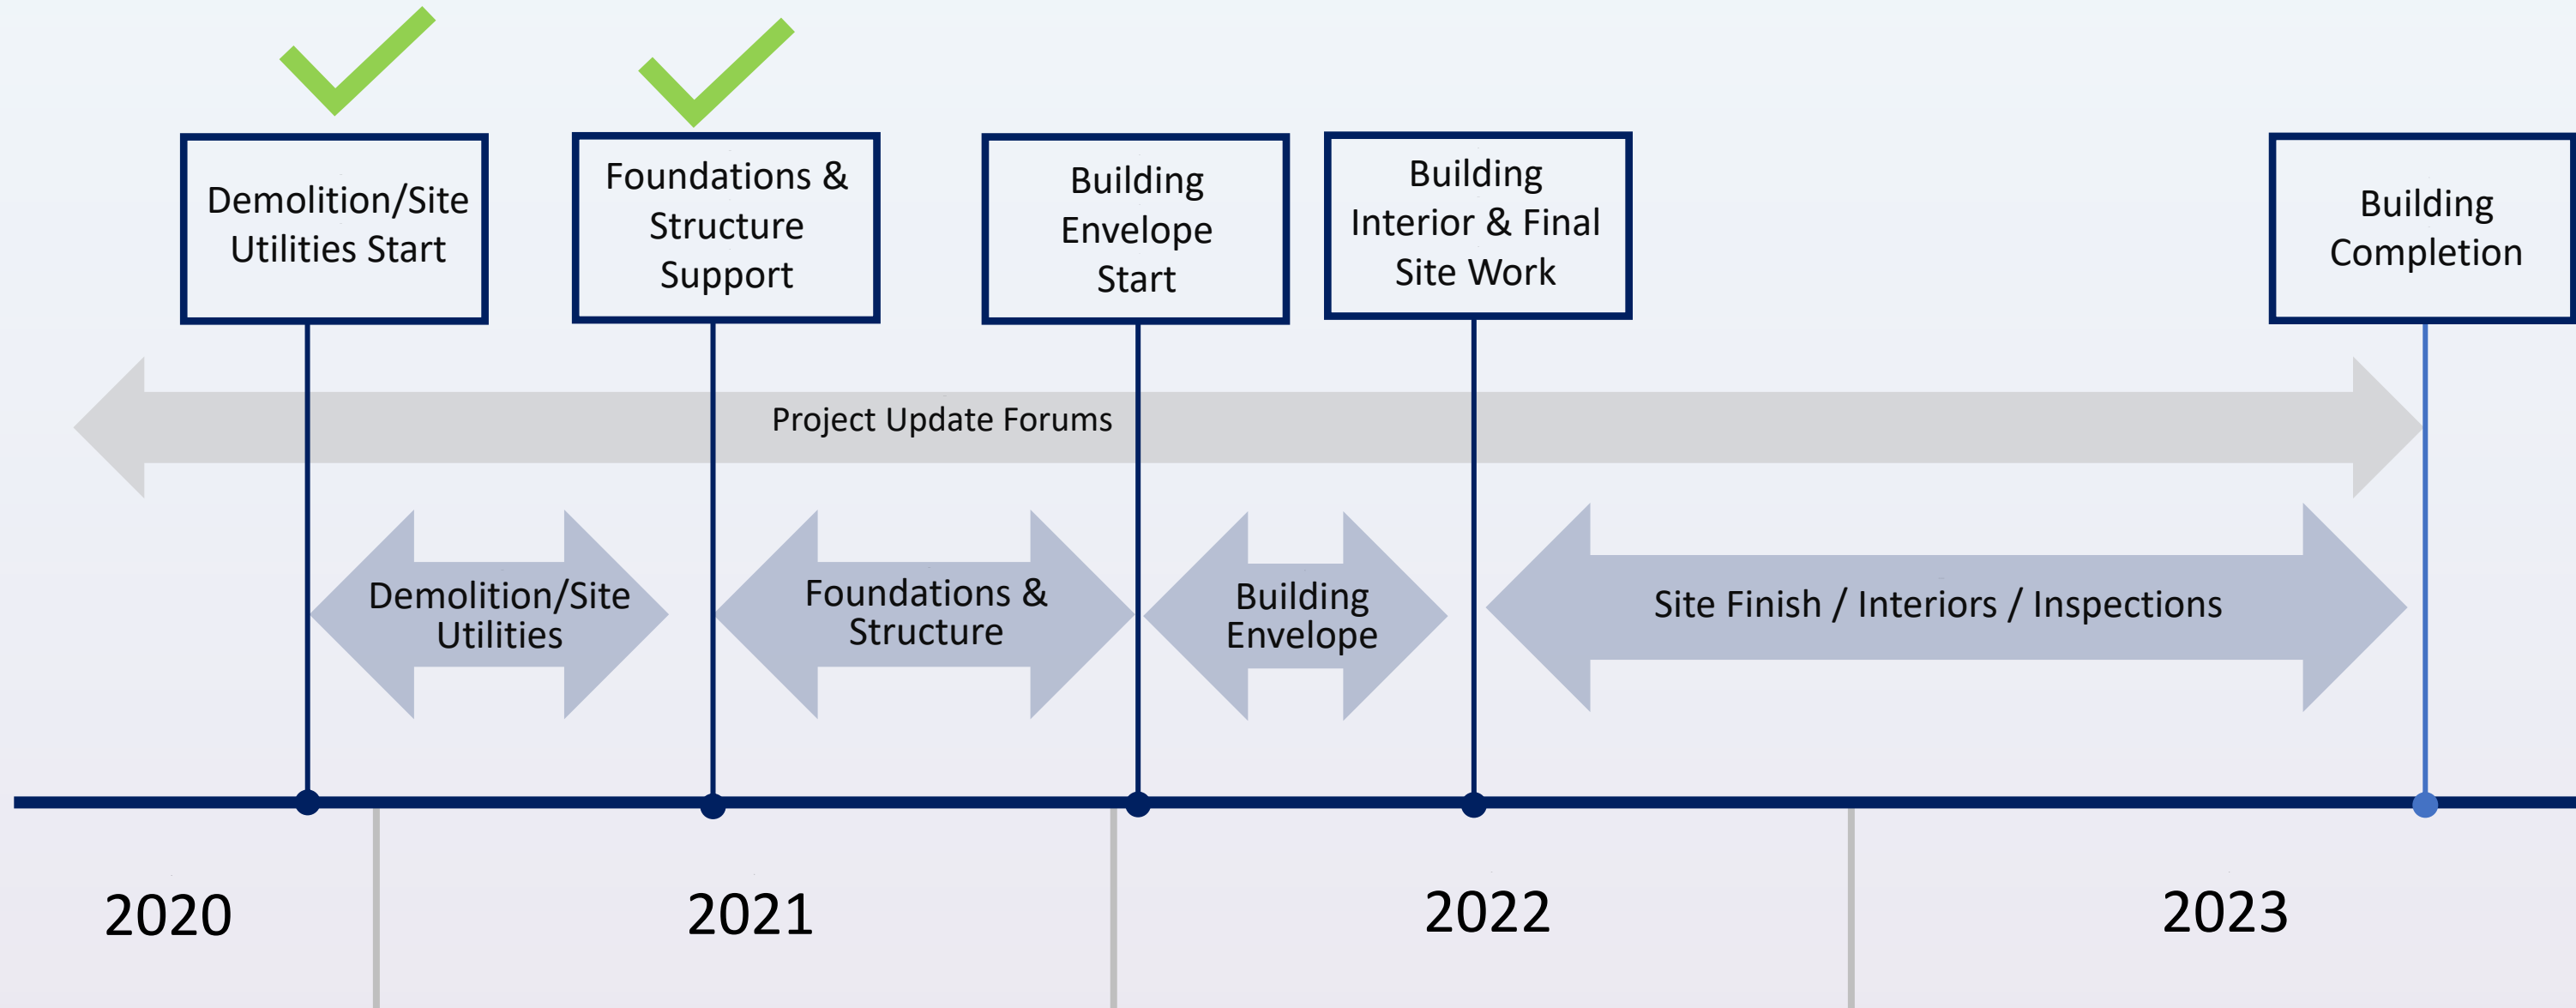 Demolition/Site
Utilities Start
Foundations &
Structure
Support
Building
Envelope
Start
Building
Interior & Final
Site Work
Building
Completion
Project Update Forums
Demolition/Site
Utilities
Foundations &
Structure
Building
Envelope
Site Finish / Interiors / Inspections
2020
2021
2022
2023